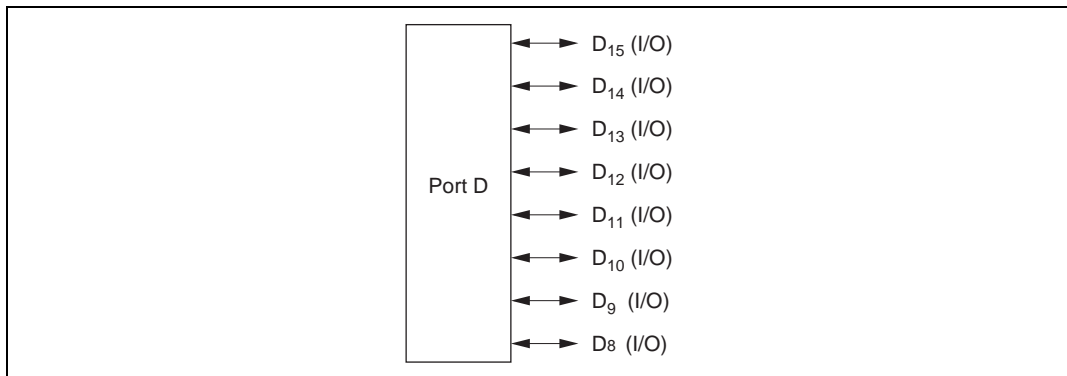 D15 (I/O)
D14 (I/O)
D13 (I/O)
D12 (I/O)
Port D
D11 (I/O)
D10 (I/O)
D9 (I/O)
D8 (I/O)